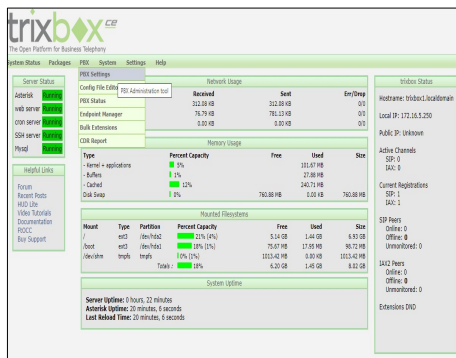 trixbox ce
The Open Platform for Business Telephony
System Status Packages PBX System Settings Help
PBX Settings
Config File Editor
PBX Administration tool
PBX Status
Endpoint Manager
Bulk Extensions
CDR Report
Server Status
Asterisk Running
web server Running
cron server Running
SSH server Running
Mysql Running
Helpful Links
Forum
Recent Posts
HUD Lite
Video Tutorials
Documentation
FtOCC
Buy Support
Network Usage
Received Sent Err/Drop
312.08 KB 312.08 KB 0/0
76.79 KB 781.13 KB 0/0
0.00 KB 0.00 KB 0/0
Memory Usage
Type Percent Capacity Free Used Size
- Kernel + applications 5% 101.67 MB
- Buffers 1% 27.88 MB
- Cached 12% 240.71 MB
Disk Swap 0% 760.88 MB 0.00 KB 760.88 MB
Mounted Filesystems
Mount Type Partition Percent Capacity Free Used Size
/ ext3 /dev/hda2 21% (4%) 5.14 GB 1.44 GB 6.93 GB
/boot ext3 /dev/hda1 18% (1%) 75.67 MB 17.95 MB 98.72 MB
/dev/shm tmpfs tmpfs 0% (1%) 1013.42 MB 0.00 KB 1013.42 MB
Totals : 18% 6.20 GB 1.45 GB 8.02 GB
System Uptime
Server Uptime: 0 hours, 22 minutes
Asterisk Uptime: 20 minutes, 6 seconds
Last Reload Time: 20 minutes, 6 seconds
trixbox Status
Hostname: trixbox1.localdomain
Local IP: 172.16.5.250
Public IP: Unknown
Active Channels
SIP: 0
IAX: 0
Current Registrations
SIP: 1
IAX: 1
SIP Peers
Online: 0
Offline: 0
Unmonitored: 0
IAX2 Peers
Online: 0
Offline: 0
Unmonitored: 0
Extensions DND